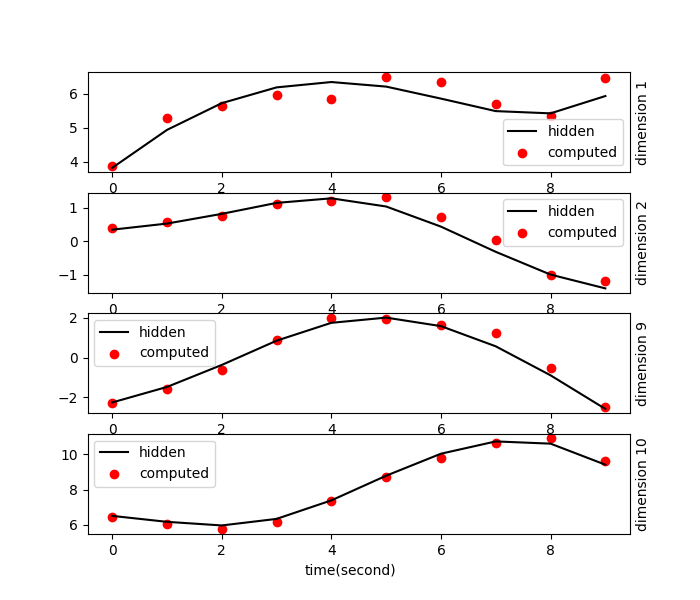 6
5
4
hidden
computed
dimension 1
0 2 4 6 8
1
0
−1
hidden
computed
dimension 2
0 2 4 6 8
2
0
−2
hidden
computed
dimension 9
0 2 4 6 8
10
8
6
hidden
computed
dimension 10
0 2 4 6 8
time(second)